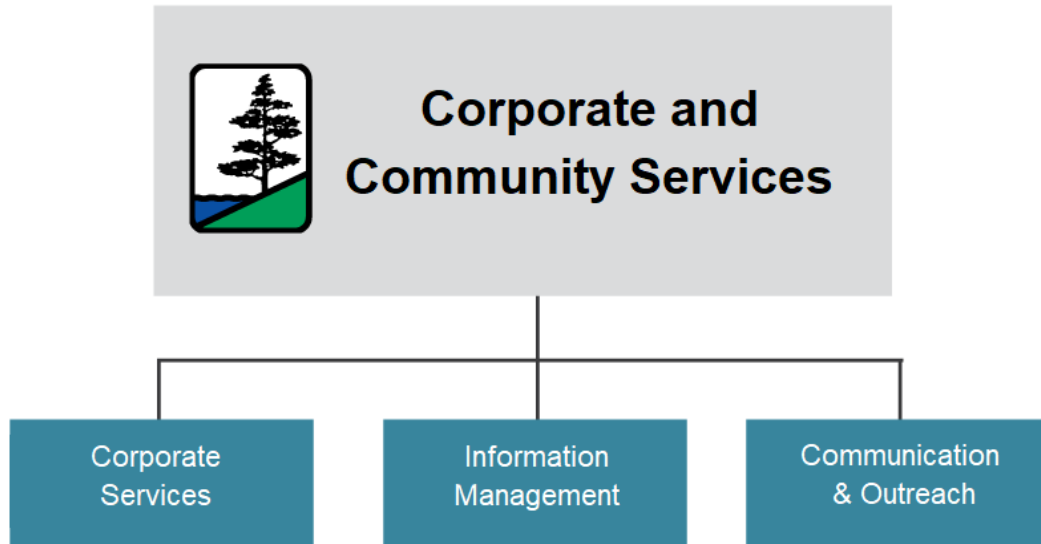 Corporate and
Community Services
Corporate
Services
Information
Management
Communication
& Outreach